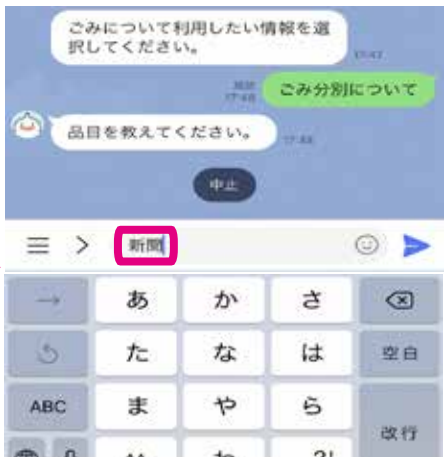 ごみについて利用したい情報を選
択してください。
ごみ分別について
品目を教えてください。
中止
新聞
あ
か
さ
た
な
は
空白
ABC
ま
や
ら
改行